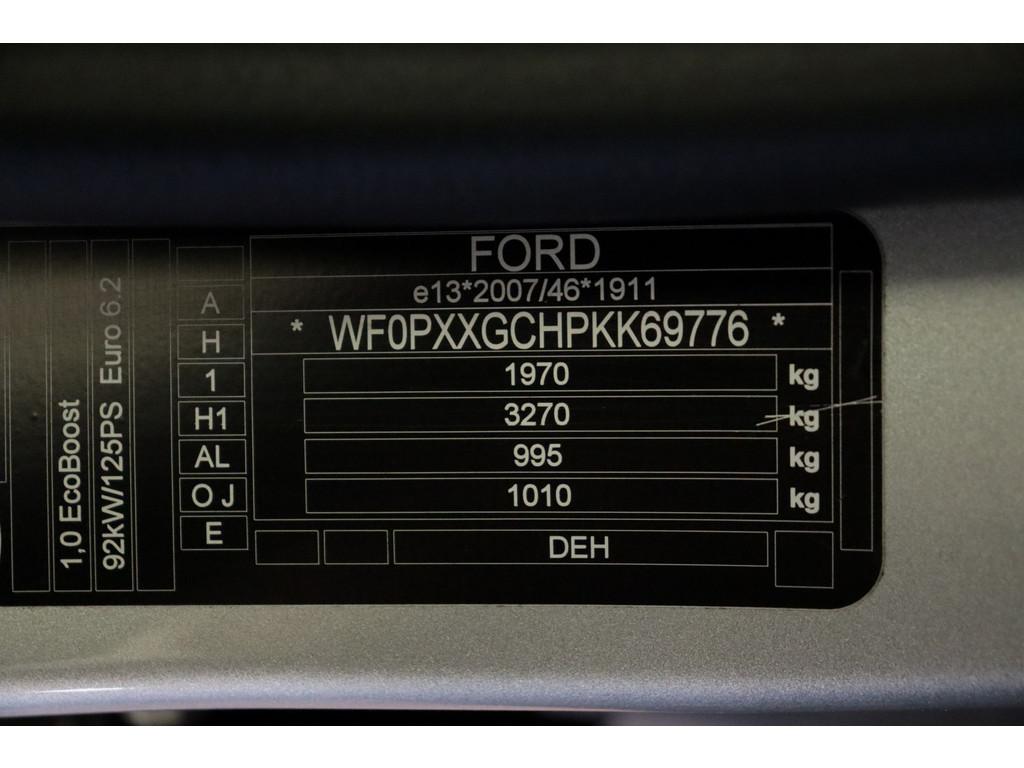 FORD
e13*2007/46*1911
* WF0PXXGCHPKK69776 *
1970 kg
3270 kg
995 kg
1010 kg
DEH
A
H
1
H1
AL
O J
E
1,0 EcoBoost
92kW/125PS Euro 6.2